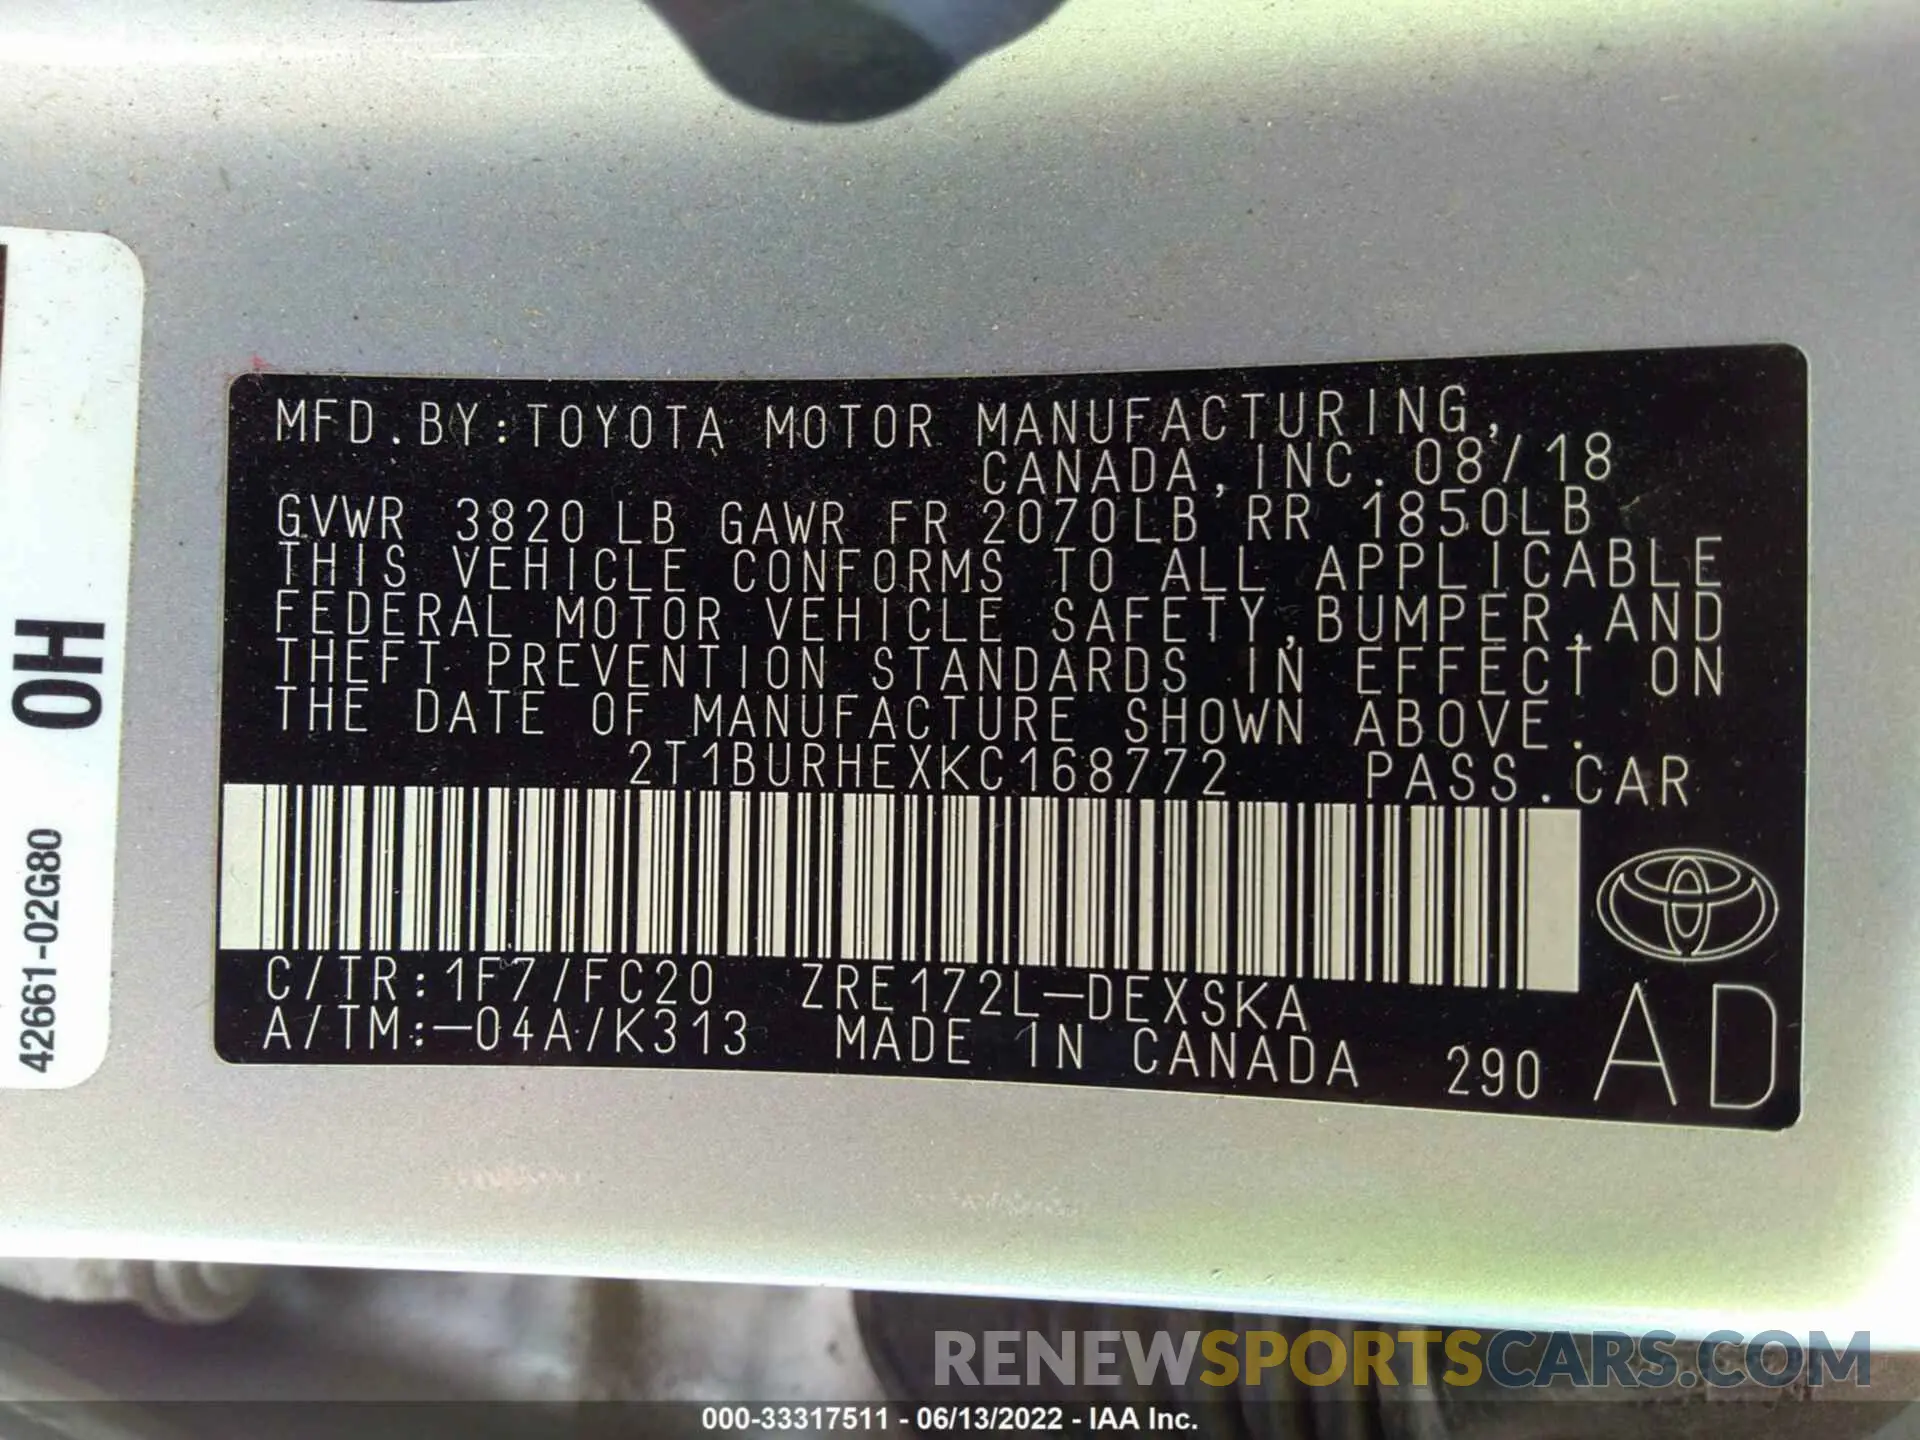 MFD.BY:TOYOTA MOTOR MANUFACTURING,
CANADA,INC.08/18
GVWR 3820 LB GAWR FR 2070LB RR 1850LB
THIS VEHICLE CONFORMS TO ALL APPLICABLE
FEDERAL MOTOR VEHICLE SAFETY,BUMPER,AND
THEFT PREVENTION STANDARDS IN EFFECT ON
THE DATE OF MANUFACTURE SHOWN ABOVE.
2T1BURHEXKC168772 PASS.CAR
C/TR:1F7/FC20 ZRE172L-DEXSKA
A/TM:-04A/K313 MADE IN CANADA 290
AD
42661-02G80 0H
RENEWSPORTSCARS.COM
000-33317511 - 06/13/2022 - IAA Inc.